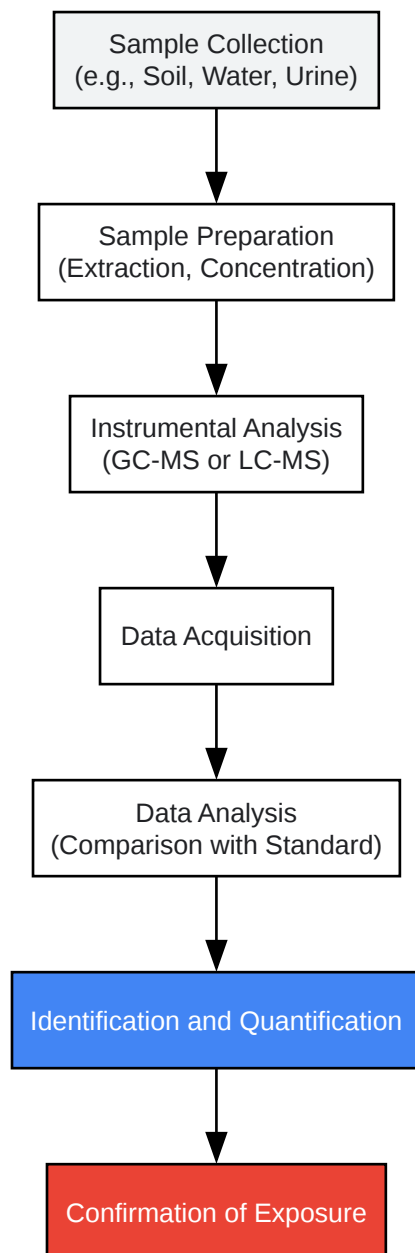 Sample Collection
(e.g., Soil, Water, Urine)
Sample Preparation
(Extraction, Concentration)
Instrumental Analysis
(GC-MS or LC-MS)
Data Acquisition
Data Analysis
(Comparison with Standard)
Identification and Quantification
Confirmation of Exposure